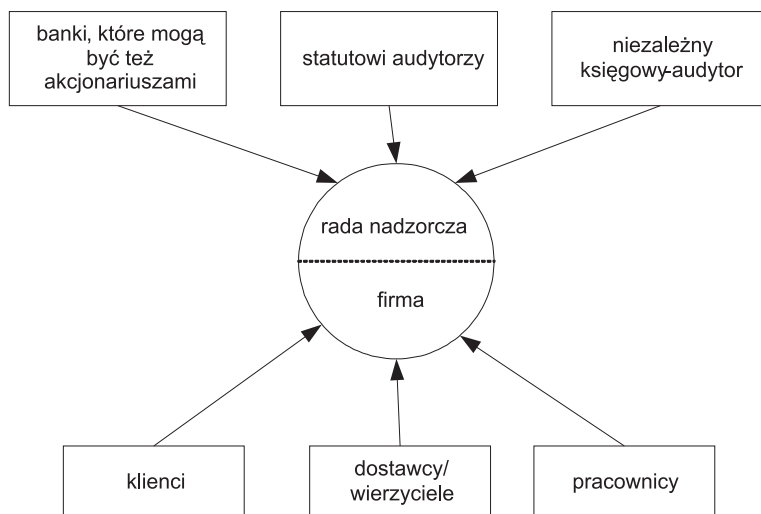 banki, które mogą
być też
akcjonariuszami
statutowi audytorzy
niezależny
księgowy-audytor
rada nadzorcza
firma
klienci
dostawcy/
wierzyciele
pracownicy